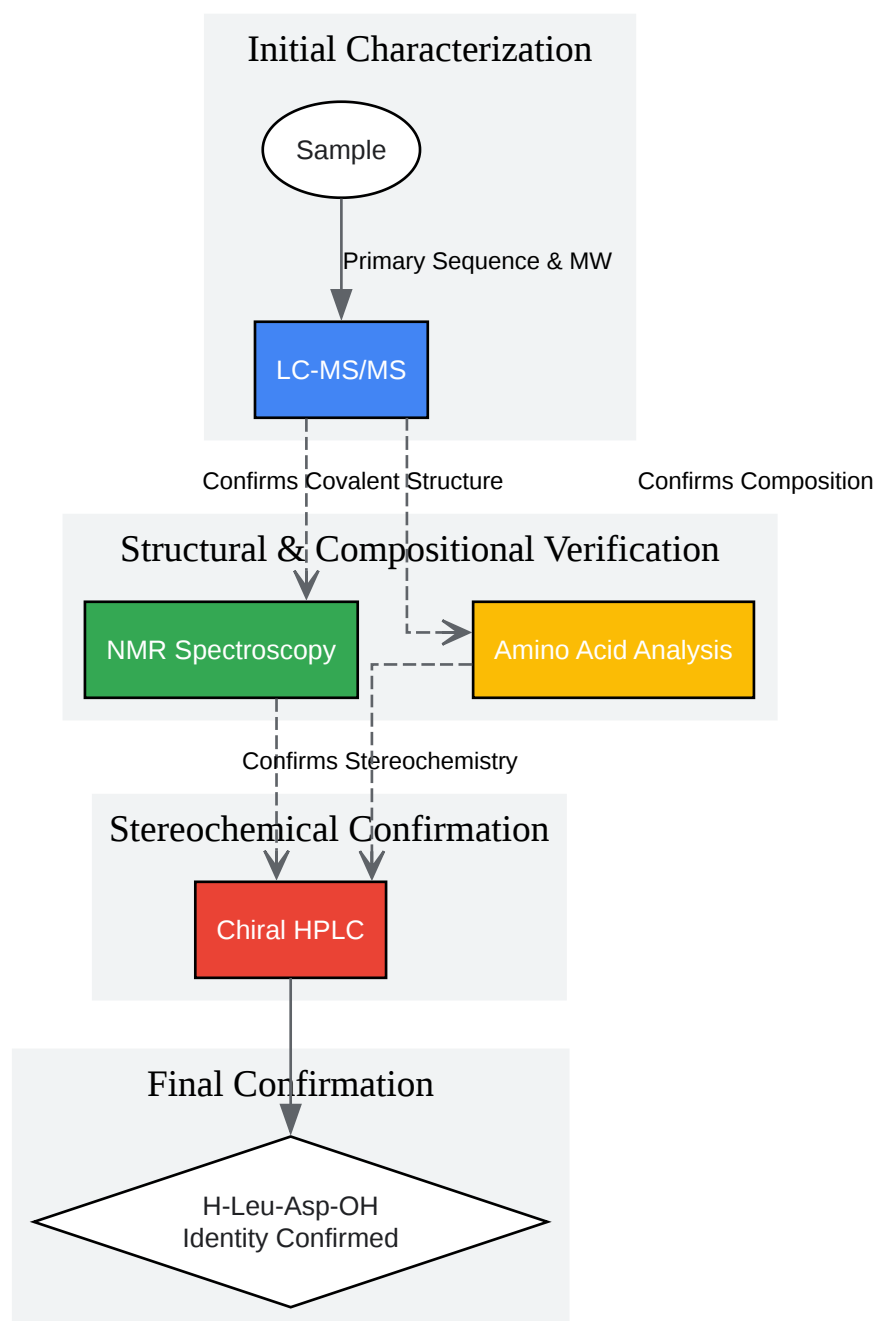 Initial Characterization
Sample
Primary Sequence & MW
LC-MS/MS
Confirms Covalent Structure
Confirms Composition
Structural & Compositional Verification
NMR Spectroscopy
Amino Acid Analysis
Confirms Stereochemistry
Stereochemical Confirmation
Chiral HPLC
Final Confirmation
H-Leu-Asp-OH
Identity Confirmed